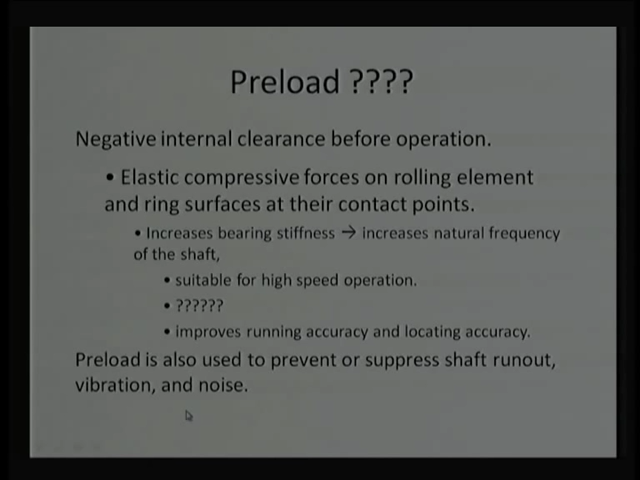 Preload ????
Negative internal clearance before operation.
• Elastic compressive forces on rolling element
and ring surfaces at their contact points.
• Increases bearing stiffness → increases natural frequency
of the shaft,
• suitable for high speed operation.
• ??????
• improves running accuracy and locating accuracy.
Preload is also used to prevent or suppress shaft runout,
vibration, and noise.